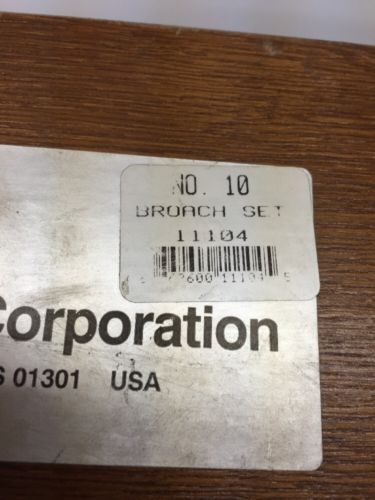 NO. 10
BROACH SET
11104
Corporation
01301 USA